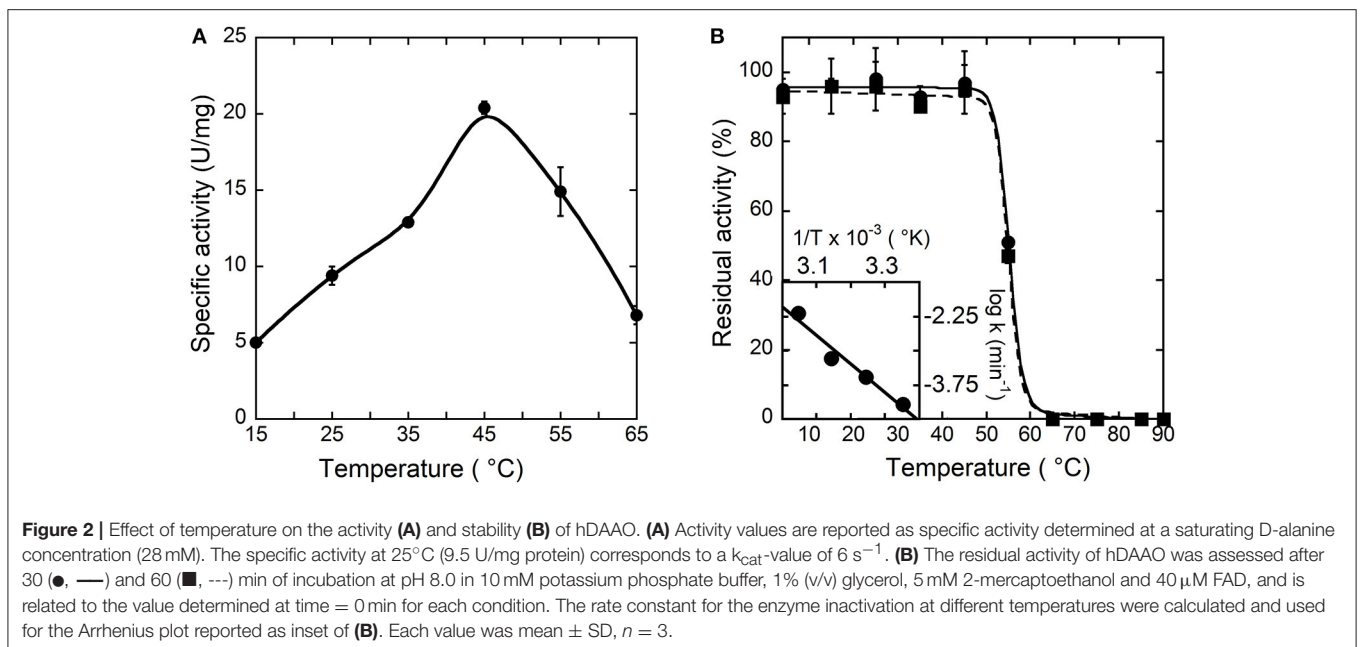 A
25
20
15
10
5
0
Specific activity (U/mg)
15 25 35 45 55 65
Temperature ( °C)
B
100
80
60
40
20
0
Residual activity (%)
1/T x 10⁻³ ( °K)
3.1 3.3
-2.25
-3.75
log k (min⁻¹)
10 20 30 40 50 60 70 80 90
Temperature ( °C)
Figure 2 | Effect of temperature on the activity (A) and stability (B) of hDAAO. (A) Activity values are reported as specific activity determined at a saturating D-alanine
concentration (28 mM). The specific activity at 25°C (9.5 U/mg protein) corresponds to a kcat-value of 6 s⁻¹. (B) The residual activity of hDAAO was assessed after
30 (●, —) and 60 (■, ---) min of incubation at pH 8.0 in 10 mM potassium phosphate buffer, 1% (v/v) glycerol, 5 mM 2-mercaptoethanol and 40 μM FAD, and is
related to the value determined at time = 0 min for each condition. The rate constant for the enzyme inactivation at different temperatures were calculated and used
for the Arrhenius plot reported as inset of (B). Each value was mean ± SD, n = 3.